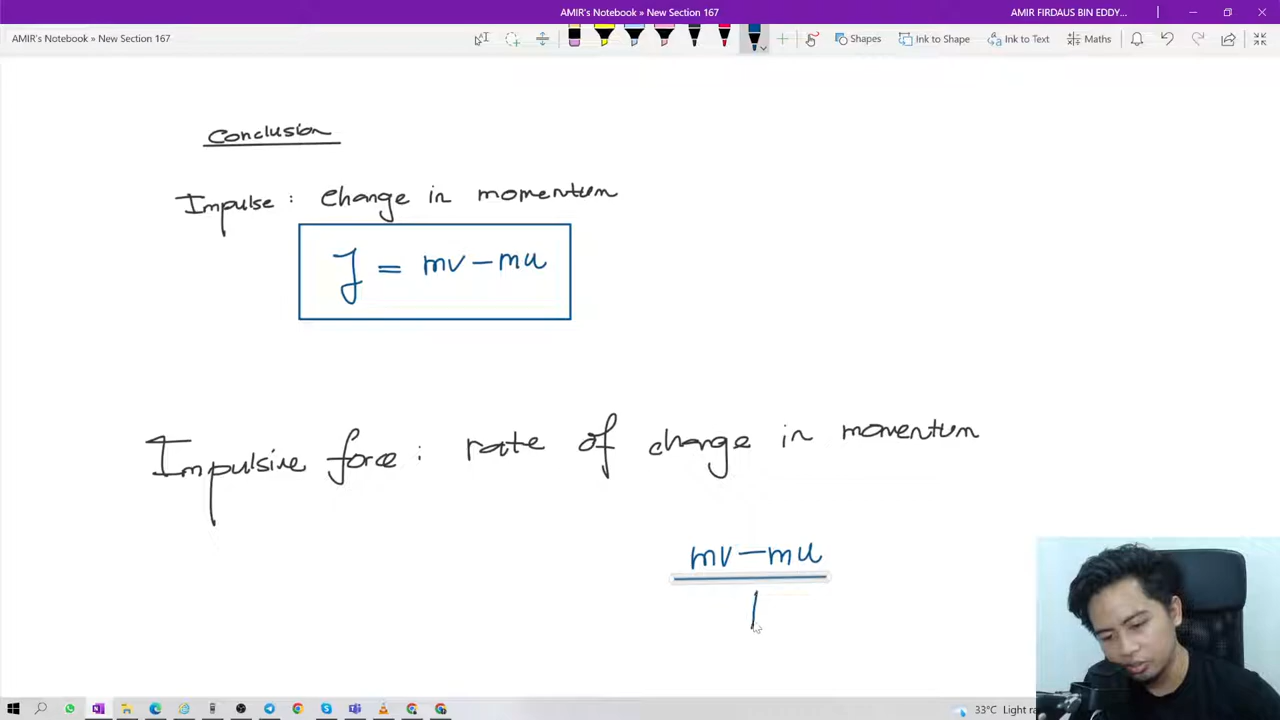 AMIR's Notebook » New Section 167
AMIR FIRDAUS BIN EDDY...
AMIR's Notebook » New Section 167
Shapes
Ink to Shape
Ink to Text
Maths
Conclusion
Impulse : change in momentum
J = mv - mu
Impulsive force : rate of change in momentum
mv - mu
33°C Light ra